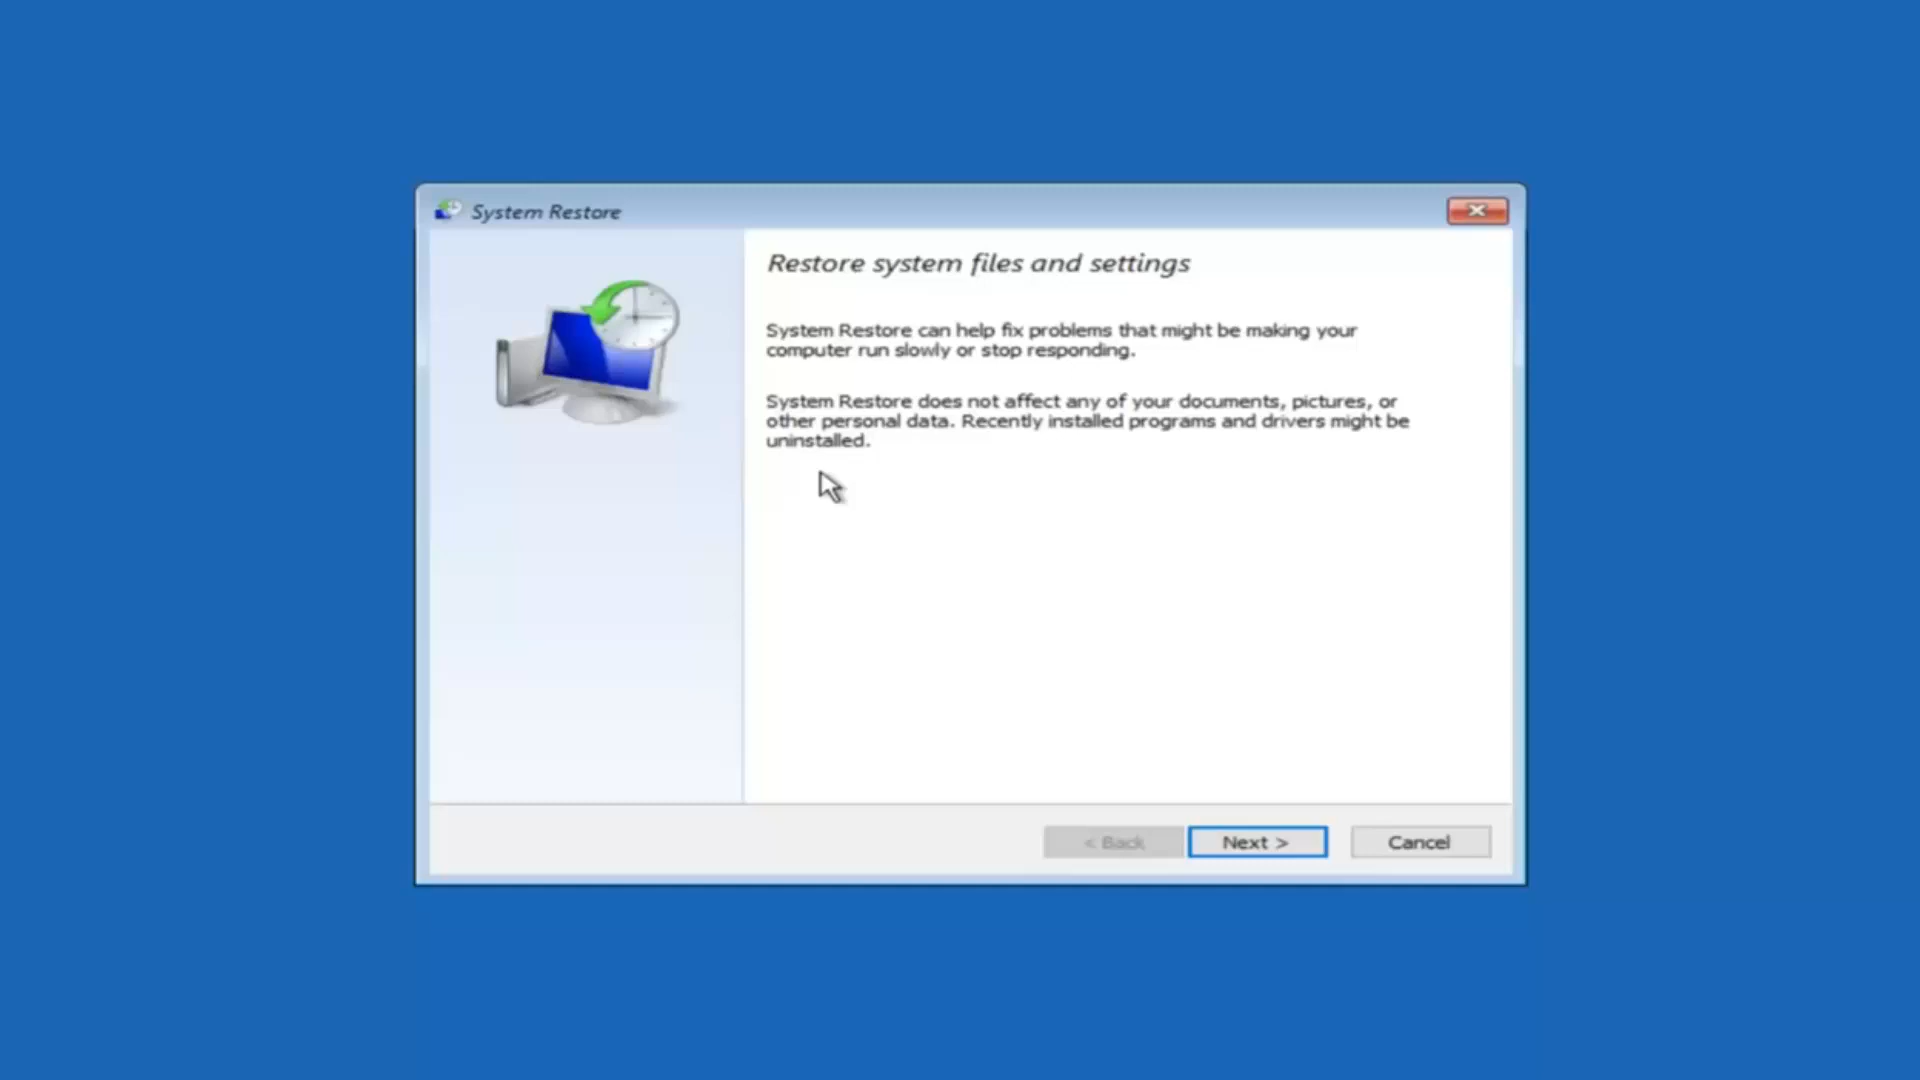 System Restore
Restore system files and settings
System Restore can help fix problems that might be making your
computer run slowly or stop responding.
System Restore does not affect any of your documents, pictures, or
other personal data. Recently installed programs and drivers might be
uninstalled.
< Back
Next >
Cancel